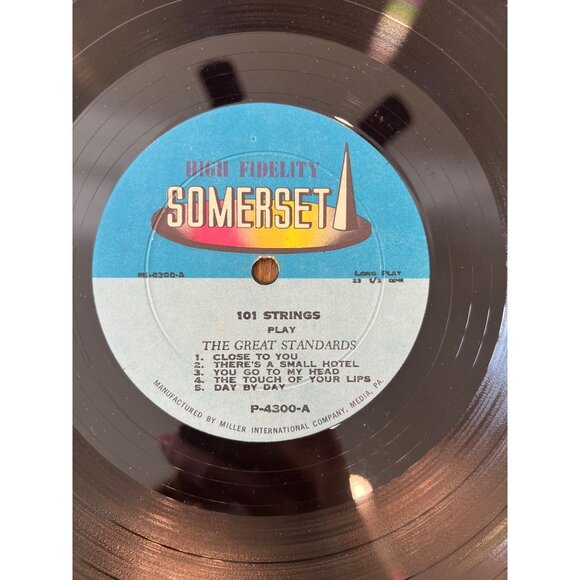 HIGH FIDELITY
SOMERSET
MI-4300-A
LONG PLAY
33 1/3 RPM
101 STRINGS
PLAY
THE GREAT STANDARDS
1. CLOSE TO YOU
2. THERE'S A SMALL HOTEL
3. YOU GO TO MY HEAD
4. THE TOUCH OF YOUR LIPS
5. DAY BY DAY
P-4300-A
MANUFACTURED BY MILLER INTERNATIONAL COMPANY, MEDIA, PA.